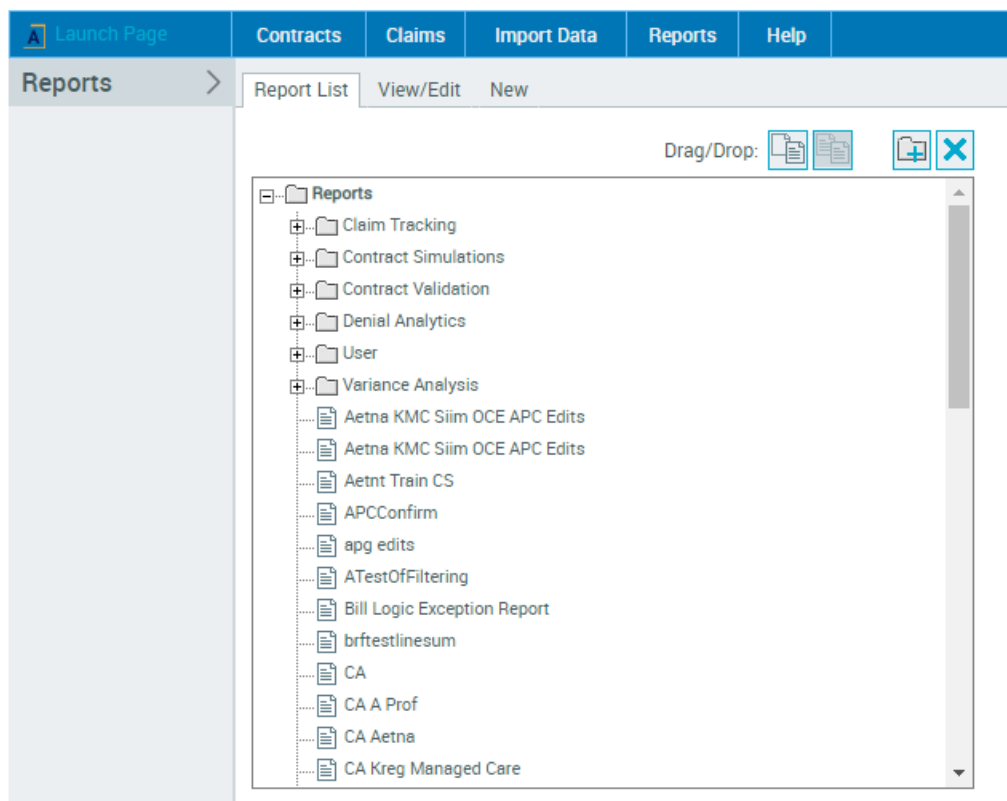 A Launch Page Contracts Claims Import Data Reports Help
Reports
Report List View/Edit New
Drag/Drop:
Reports
Claim Tracking
Contract Simulations
Contract Validation
Denial Analytics
User
Variance Analysis
Aetna KMC Siim OCE APC Edits
Aetna KMC Siim OCE APC Edits
Aetnt Train CS
APCConfirm
apg edits
ATestOfFiltering
Bill Logic Exception Report
brftestlinesum
CA
CA A Prof
CA Aetna
CA Kreg Managed Care